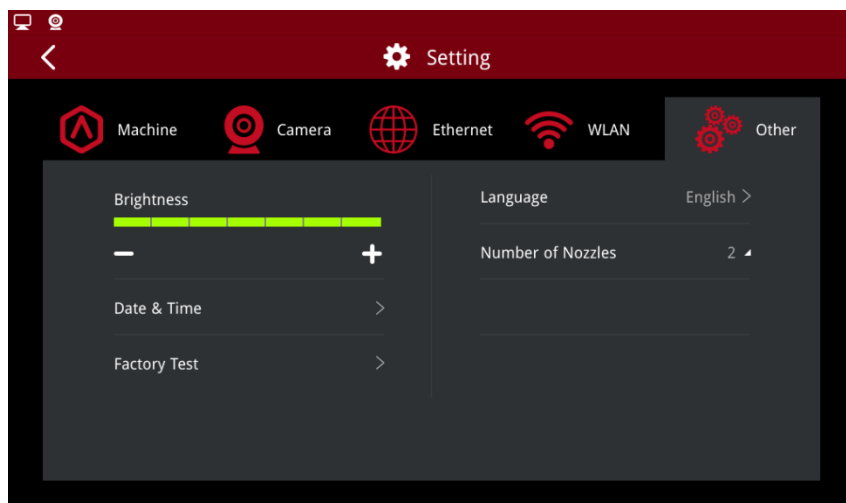 Setting
Machine Camera Ethernet WLAN Other
Brightness
Language English
Number of Nozzles 2
Date & Time
Factory Test